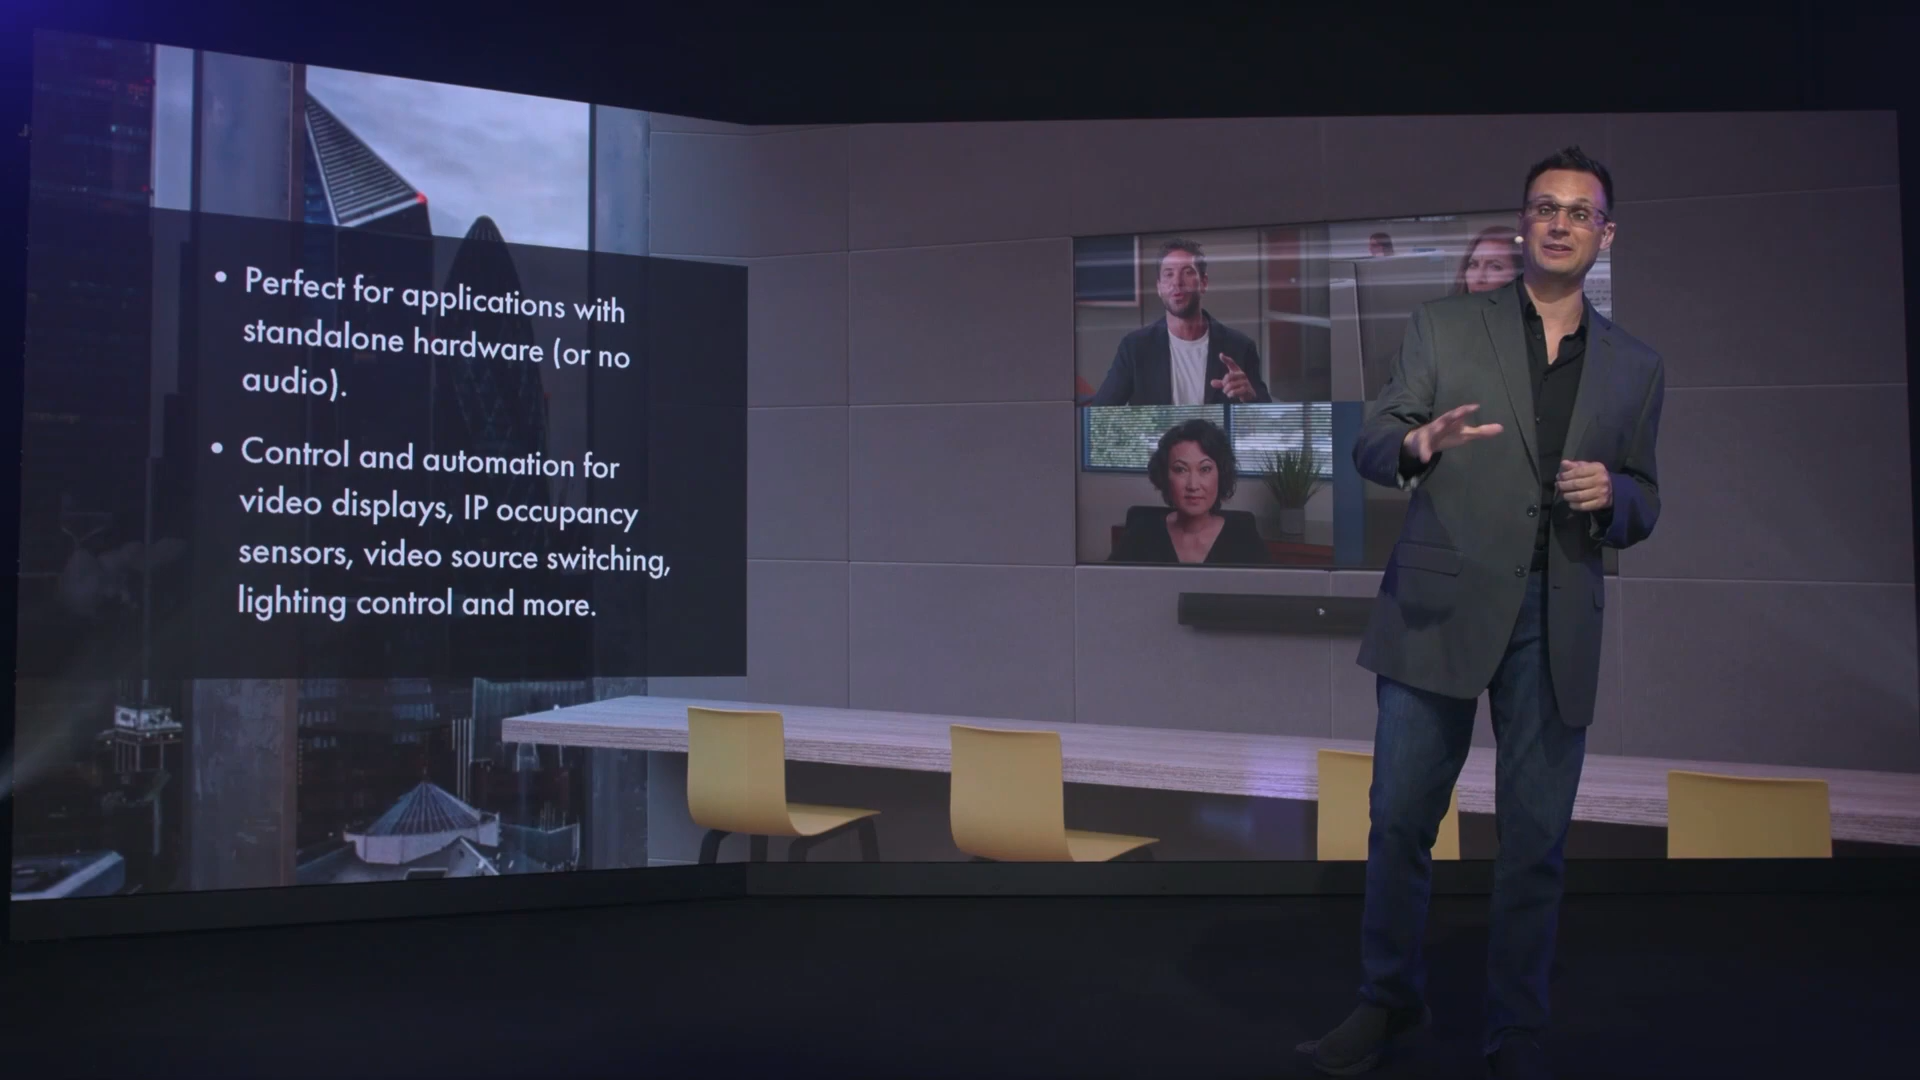 • Perfect for applications with
standalone hardware (or no
audio).
• Control and automation for
video displays, IP occupancy
sensors, video source switching,
lighting control and more.